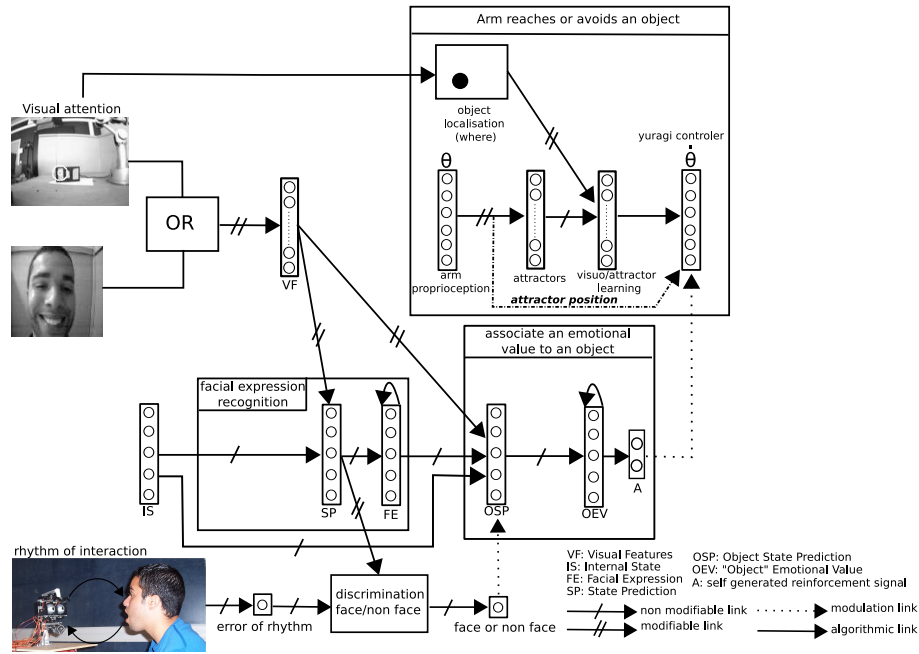 Arm reaches or avoids an object
Visual attention
object
localisation
(where)
yuragi controler
θ
θ
OR
VF
arm
proprioception
attractors
visuo/attractor
learning
attractor position
associate an emotional
value to an object
facial expression
recognition
IS
SP
FE
OSP
OEV
A
rhythm of interaction
error of rhythm
discrimination
face/non face
face or non face
VF: Visual Features
IS: Internal State
FE: Facial Expression
SP: State Prediction
OSP: Object State Prediction
OEV: "Object" Emotional Value
A: self generated reinforcement signal
non modifiable link
modifiable link
modulation link
algorithmic link